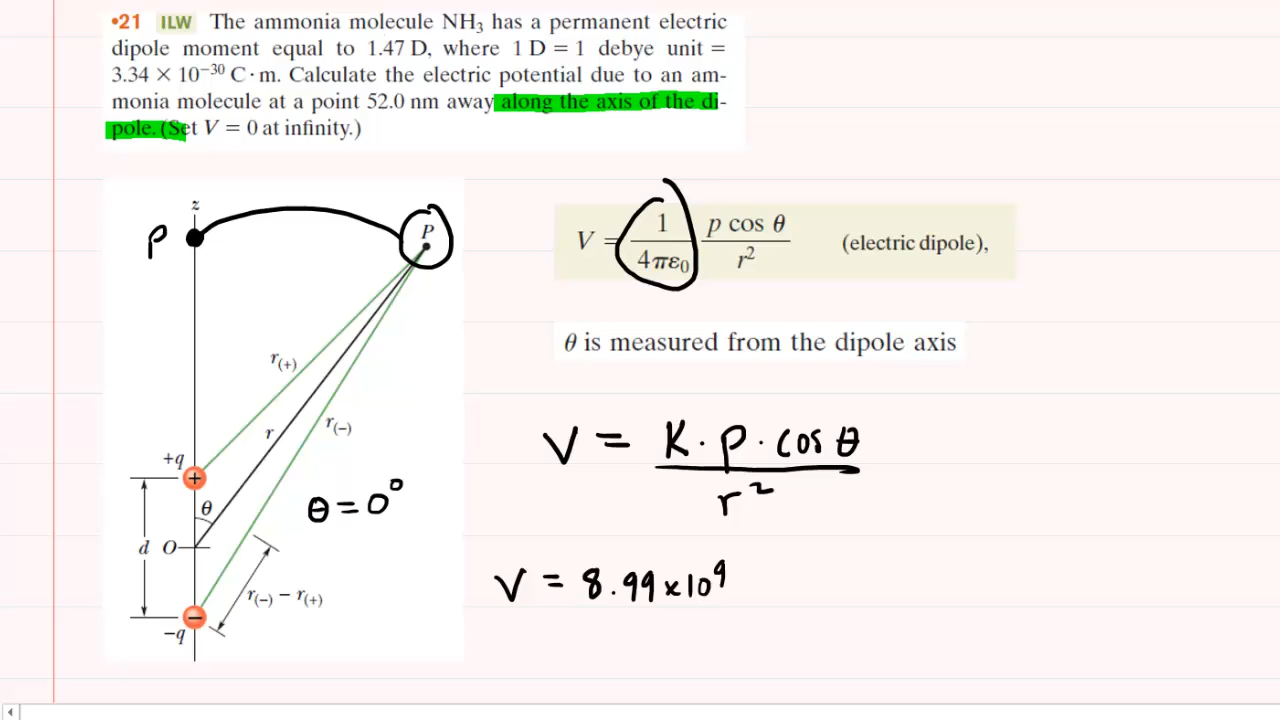 •21 ILW The ammonia molecule NH₃ has a permanent electric
dipole moment equal to 1.47 D, where 1 D = 1 debye unit =
3.34 × 10⁻³⁰ C·m. Calculate the electric potential due to an am-
monia molecule at a point 52.0 nm away along the axis of the di-
pole. (Set V = 0 at infinity.)
z
P
P
V = 1/4πε₀ p cos θ/r² (electric dipole),
θ is measured from the dipole axis
r(+)
r
r(−)
+q
+
θ
θ = 0°
d
O
r(−) − r(+)
−
−q
V = K · p · cos θ / r²
V = 8.99 × 10⁹